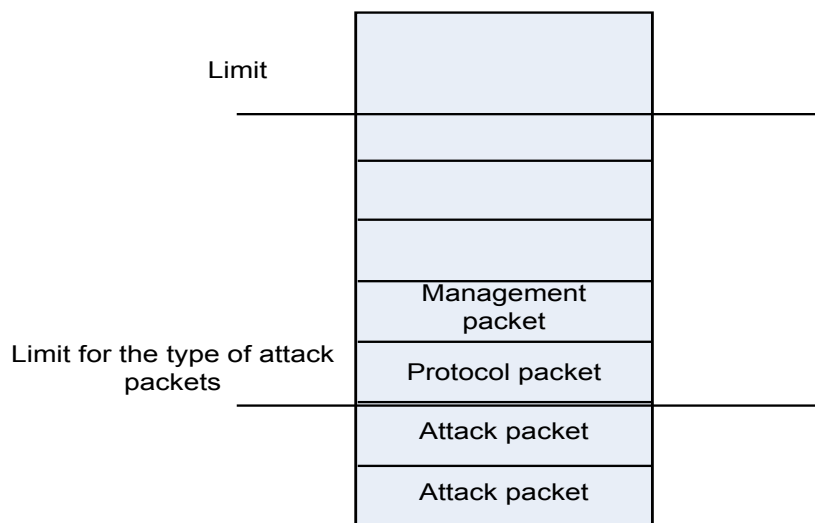 Limit
Management
packet
Limit for the type of attack
packets
Protocol packet
Attack packet
Attack packet